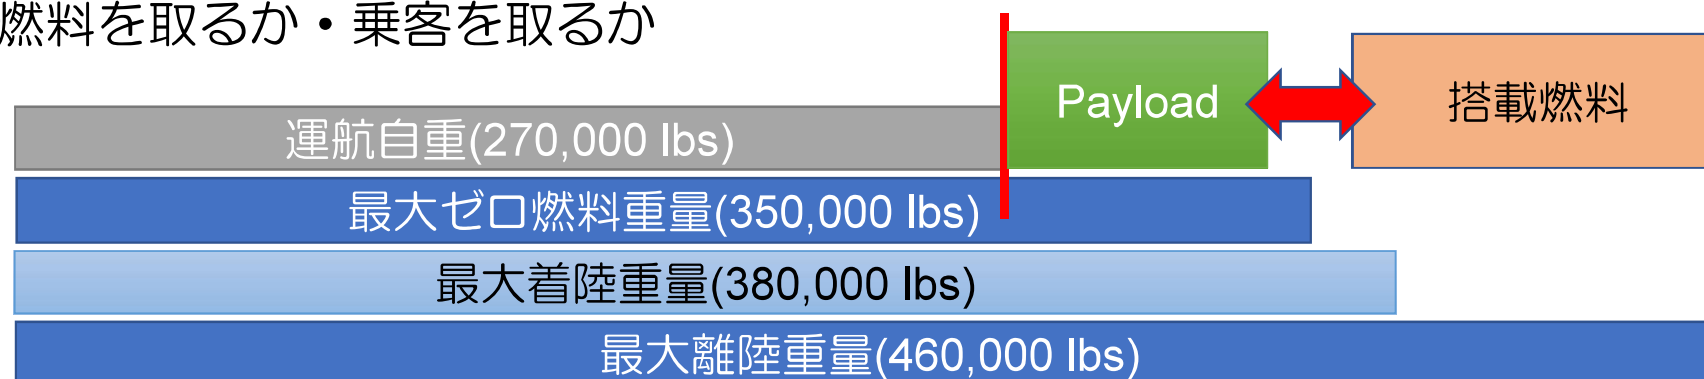 燃料を取るか・乗客を取るか
Payload
搭載燃料
運航自重(270,000 lbs)
最大ゼロ燃料重量(350,000 lbs)
最大着陸重量(380,000 lbs)
最大離陸重量(460,000 lbs)